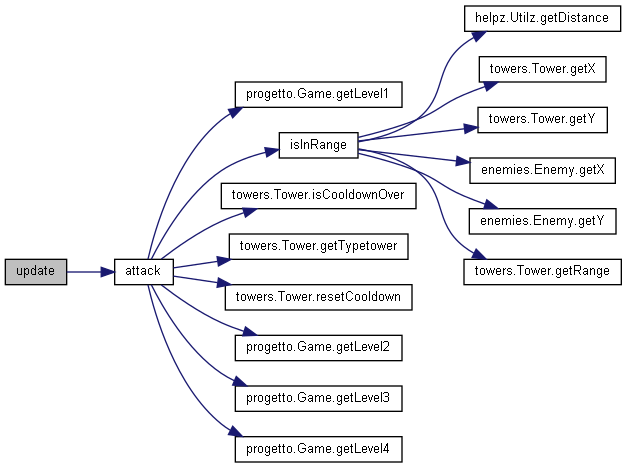 helpz.Utilz.getDistance
towers.Tower.getX
progetto.Game.getLevel1
towers.Tower.getY
isInRange
enemies.Enemy.getX
towers.Tower.isCooldownOver
enemies.Enemy.getY
towers.Tower.getTypetower
update
attack
towers.Tower.getRange
towers.Tower.resetCooldown
progetto.Game.getLevel2
progetto.Game.getLevel3
progetto.Game.getLevel4